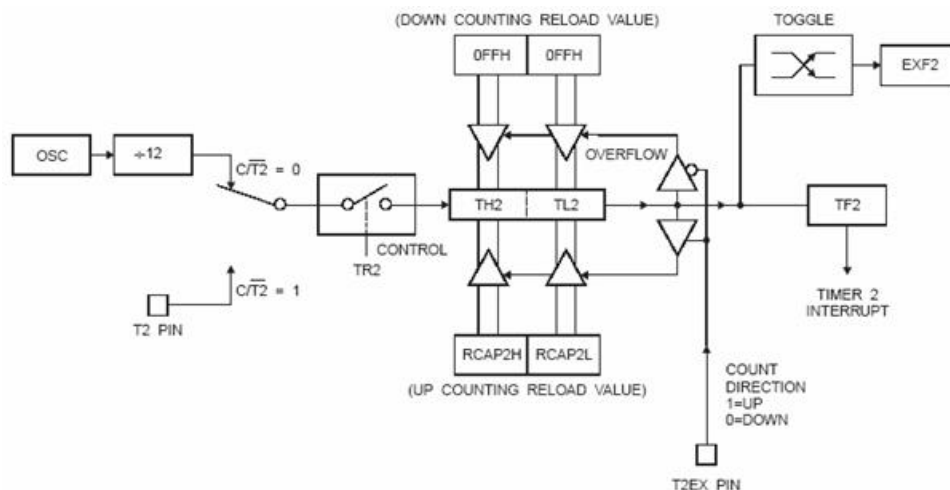 (DOWN COUNTING RELOAD VALUE)
TOGGLE
0FFH 0FFH
EXF2
OSC
÷12
OVERFLOW
C/T2̅ = 0
TH2 TL2
TF2
CONTROL
TR2
C/T2̅ = 1
TIMER 2
INTERRUPT
T2 PIN
RCAP2H RCAP2L
(UP COUNTING RELOAD VALUE)
COUNT
DIRECTION
1=UP
0=DOWN
T2EX PIN